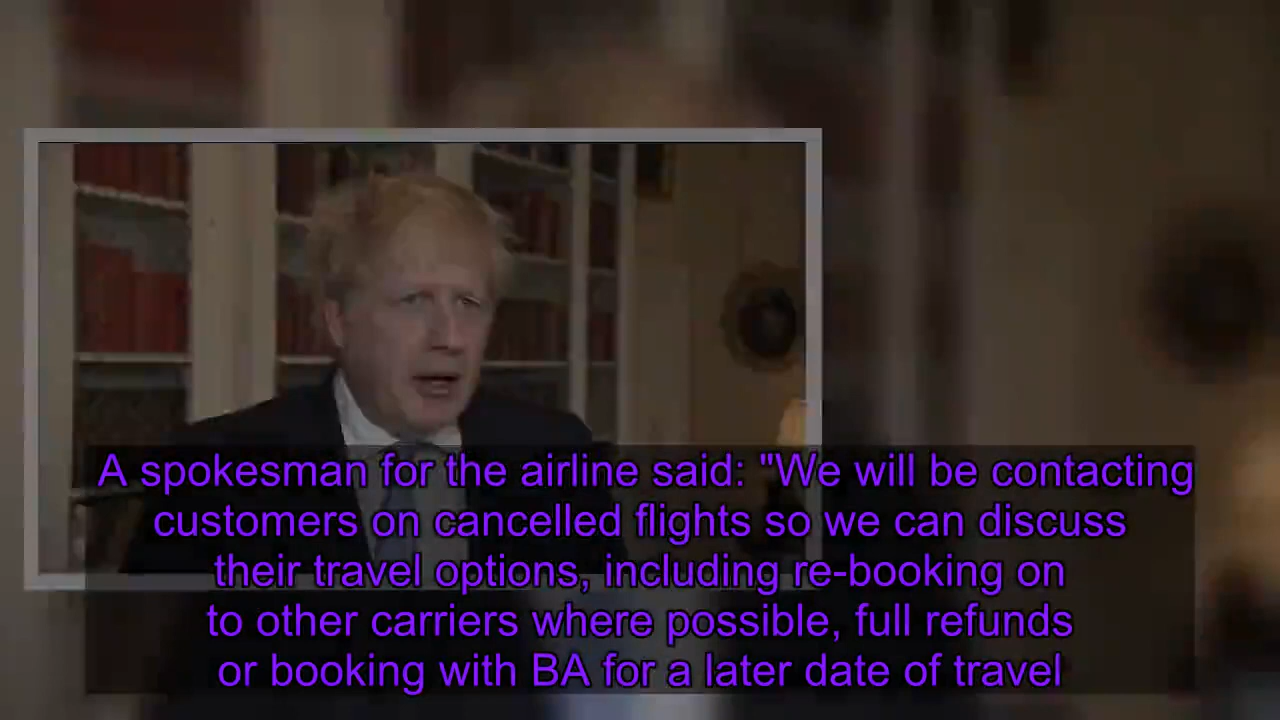 A spokesman for the airline said: "We will be contacting
customers on cancelled flights so we can discuss
their travel options, including re-booking on
to other carriers where possible, full refunds
or booking with BA for a later date of travel